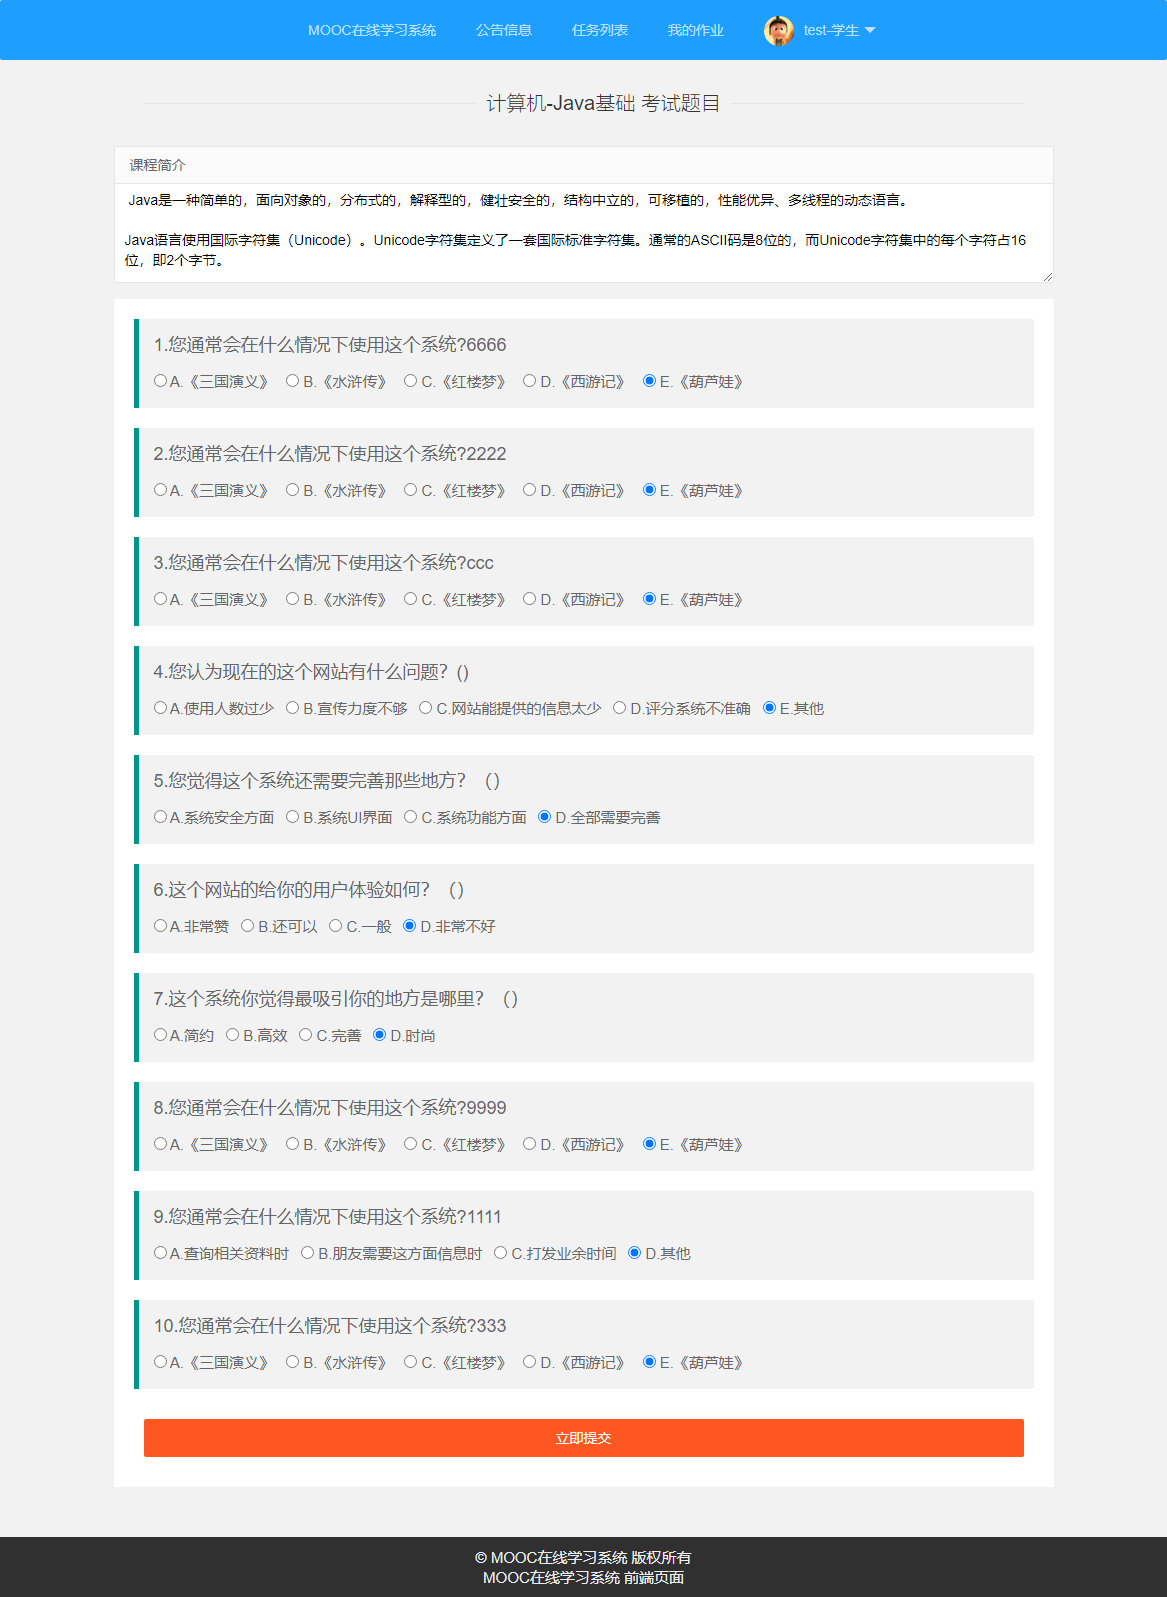 MOOC在线学习系统 公告信息 任务列表 我的作业 test-学生
计算机-Java基础 考试题目
课程简介
Java是一种简单的，面向对象的，分布式的，解释型的，健壮安全的，结构中立的，可移植的，性能优异、多线程的动态语言。
Java语言使用国际字符集（Unicode）。Unicode字符集定义了一套国际标准字符集。通常的ASCII码是8位的，而Unicode字符集中的每个字符占16
位，即2个字节。
1.您通常会在什么情况下使用这个系统?6666
A.《三国演义》 B.《水浒传》 C.《红楼梦》 D.《西游记》 E.《葫芦娃》
2.您通常会在什么情况下使用这个系统?2222
A.《三国演义》 B.《水浒传》 C.《红楼梦》 D.《西游记》 E.《葫芦娃》
3.您通常会在什么情况下使用这个系统?ccc
A.《三国演义》 B.《水浒传》 C.《红楼梦》 D.《西游记》 E.《葫芦娃》
4.您认为现在的这个网站有什么问题？()
A.使用人数过少 B.宣传力度不够 C.网站能提供的信息太少 D.评分系统不准确 E.其他
5.您觉得这个系统还需要完善那些地方？（）
A.系统安全方面 B.系统UI界面 C.系统功能方面 D.全部需要完善
6.这个网站的给你的用户体验如何？（）
A.非常赞 B.还可以 C.一般 D.非常不好
7.这个系统你觉得最吸引你的地方是哪里？（）
A.简约 B.高效 C.完善 D.时尚
8.您通常会在什么情况下使用这个系统?9999
A.《三国演义》 B.《水浒传》 C.《红楼梦》 D.《西游记》 E.《葫芦娃》
9.您通常会在什么情况下使用这个系统?1111
A.查询相关资料时 B.朋友需要这方面信息时 C.打发业余时间 D.其他
10.您通常会在什么情况下使用这个系统?333
A.《三国演义》 B.《水浒传》 C.《红楼梦》 D.《西游记》 E.《葫芦娃》
立即提交
© MOOC在线学习系统 版权所有
MOOC在线学习系统 前端页面